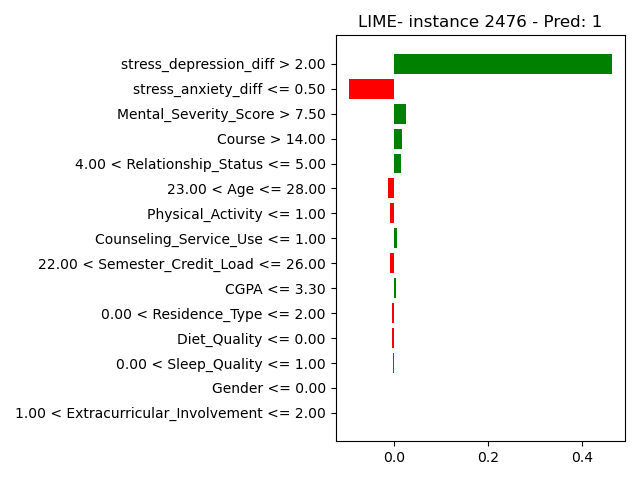 LIME- instance 2476 - Pred: 1
stress_depression_diff > 2.00
stress_anxiety_diff <= 0.50
Mental_Severity_Score > 7.50
Course > 14.00
4.00 < Relationship_Status <= 5.00
23.00 < Age <= 28.00
Physical_Activity <= 1.00
Counseling_Service_Use <= 1.00
22.00 < Semester_Credit_Load <= 26.00
CGPA <= 3.30
0.00 < Residence_Type <= 2.00
Diet_Quality <= 0.00
0.00 < Sleep_Quality <= 1.00
Gender <= 0.00
1.00 < Extracurricular_Involvement <= 2.00
0.0 0.2 0.4